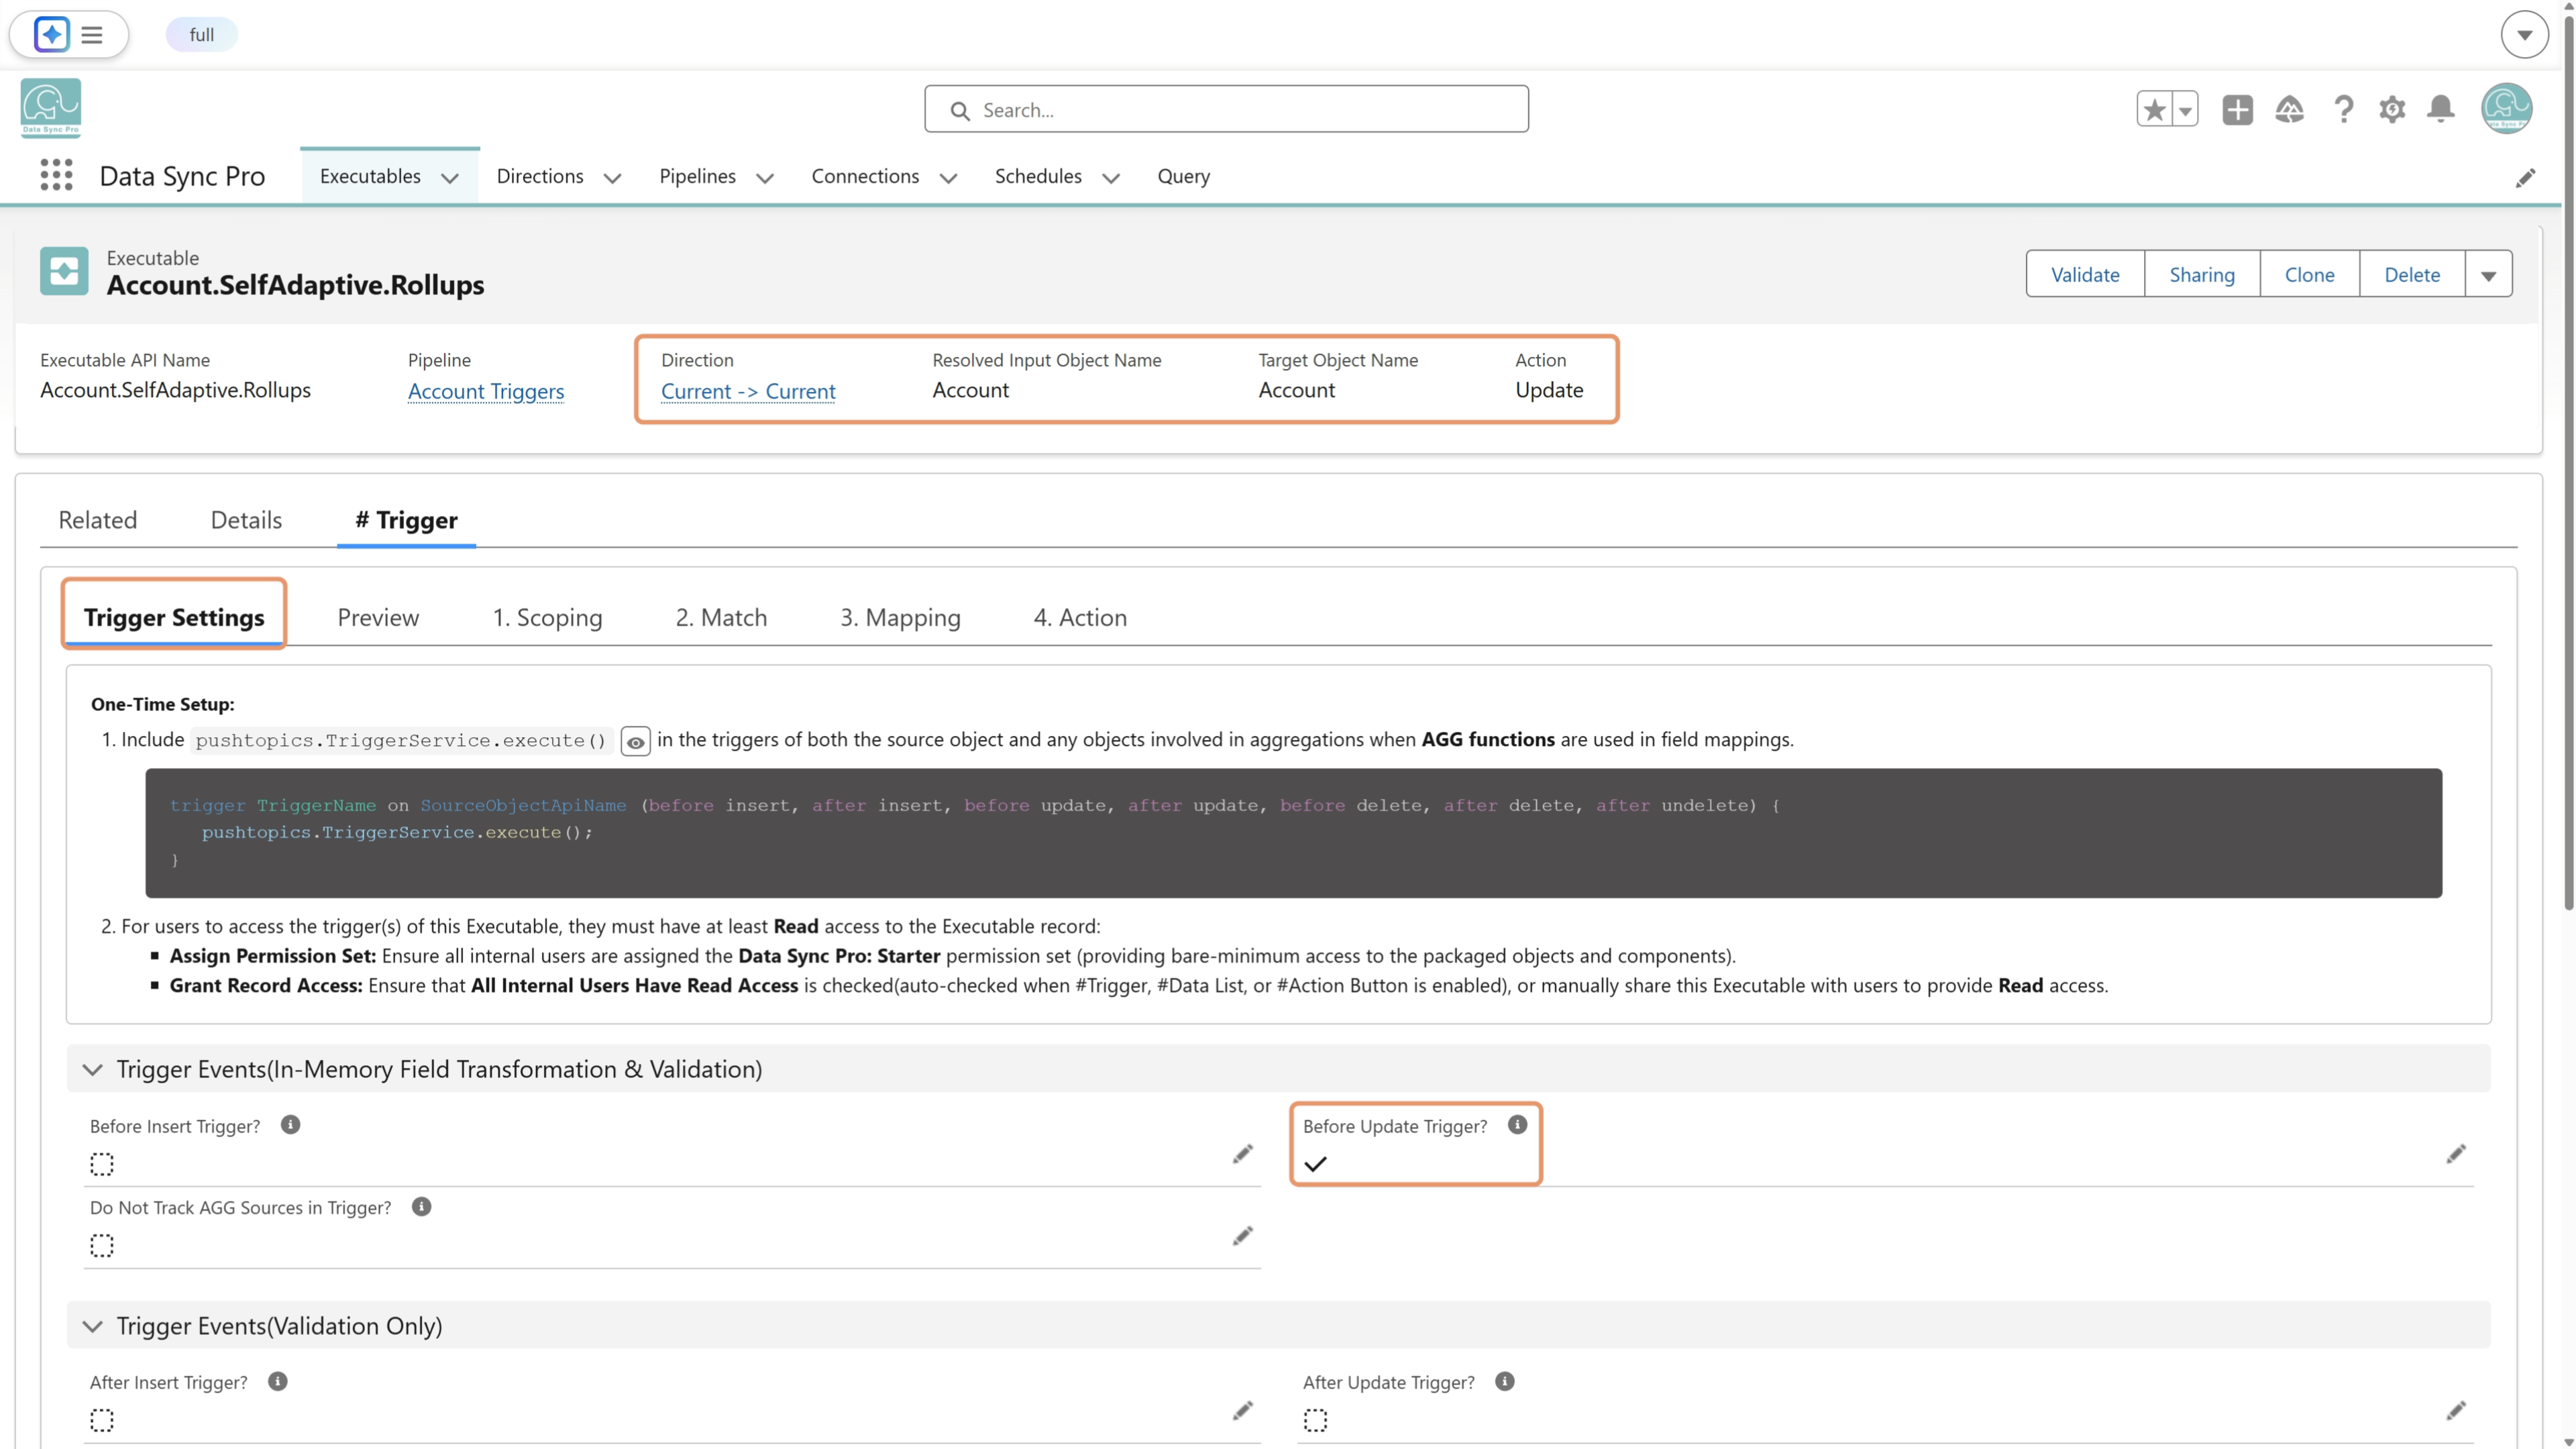 full
Data Sync Pro
Search...
Data Sync Pro
Executables
Directions
Pipelines
Connections
Schedules
Query
Executable
Account.SelfAdaptive.Rollups
Validate
Sharing
Clone
Delete
Executable API Name
Account.SelfAdaptive.Rollups
Pipeline
Account Triggers
Direction
Current -> Current
Resolved Input Object Name
Account
Target Object Name
Account
Action
Update
Related
Details
# Trigger
Trigger Settings
Preview
1. Scoping
2. Match
3. Mapping
4. Action
One-Time Setup:
1. Include pushtopics.TriggerService.execute() in the triggers of both the source object and any objects involved in aggregations when AGG functions are used in field mappings.
trigger TriggerName on SourceObjectApiName (before insert, after insert, before update, after update, before delete, after delete, after undelete) {
pushtopics.TriggerService.execute();
}
2. For users to access the trigger(s) of this Executable, they must have at least Read access to the Executable record:
▪ Assign Permission Set: Ensure all internal users are assigned the Data Sync Pro: Starter permission set (providing bare-minimum access to the packaged objects and components).
▪ Grant Record Access: Ensure that All Internal Users Have Read Access is checked(auto-checked when #Trigger, #Data List, or #Action Button is enabled), or manually share this Executable with users to provide Read access.
Trigger Events(In-Memory Field Transformation & Validation)
Before Insert Trigger?
Before Update Trigger?
Do Not Track AGG Sources in Trigger?
Trigger Events(Validation Only)
After Insert Trigger?
After Update Trigger?